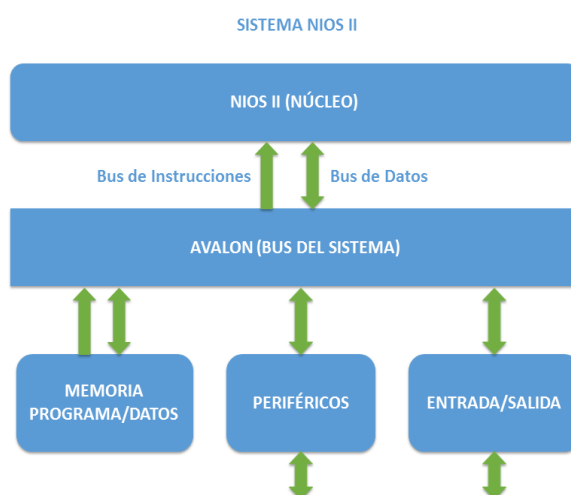 SISTEMA NIOS II
NIOS II (NÚCLEO)
Bus de Instrucciones
Bus de Datos
AVALON (BUS DEL SISTEMA)
MEMORIA
PROGRAMA/DATOS
PERIFÉRICOS
ENTRADA/SALIDA